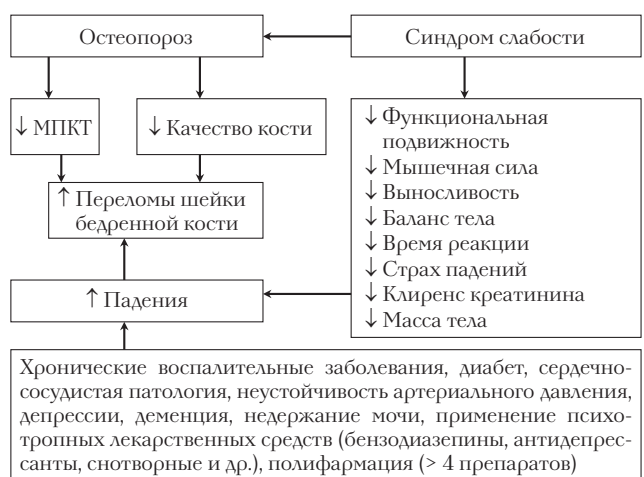 Остеопороз
Синдром слабости
↓ МПКТ
↓ Качество кости
↑ Переломы шейки
бедренной кости
↑ Падения
↓ Функциональная
подвижность
↓ Мышечная сила
↓ Выносливость
↓ Баланс тела
↓ Время реакции
↓ Страх падений
↓ Клиренс креатинина
↓ Масса тела
Хронические воспалительные заболевания, диабет, сердечно-
сосудистая патология, неустойчивость артериального давления,
депрессии, деменция, недержание мочи, применение психо-
тропных лекарственных средств (бензодиазепины, антидепрес-
санты, снотворные и др.), полифармация (> 4 препаратов)